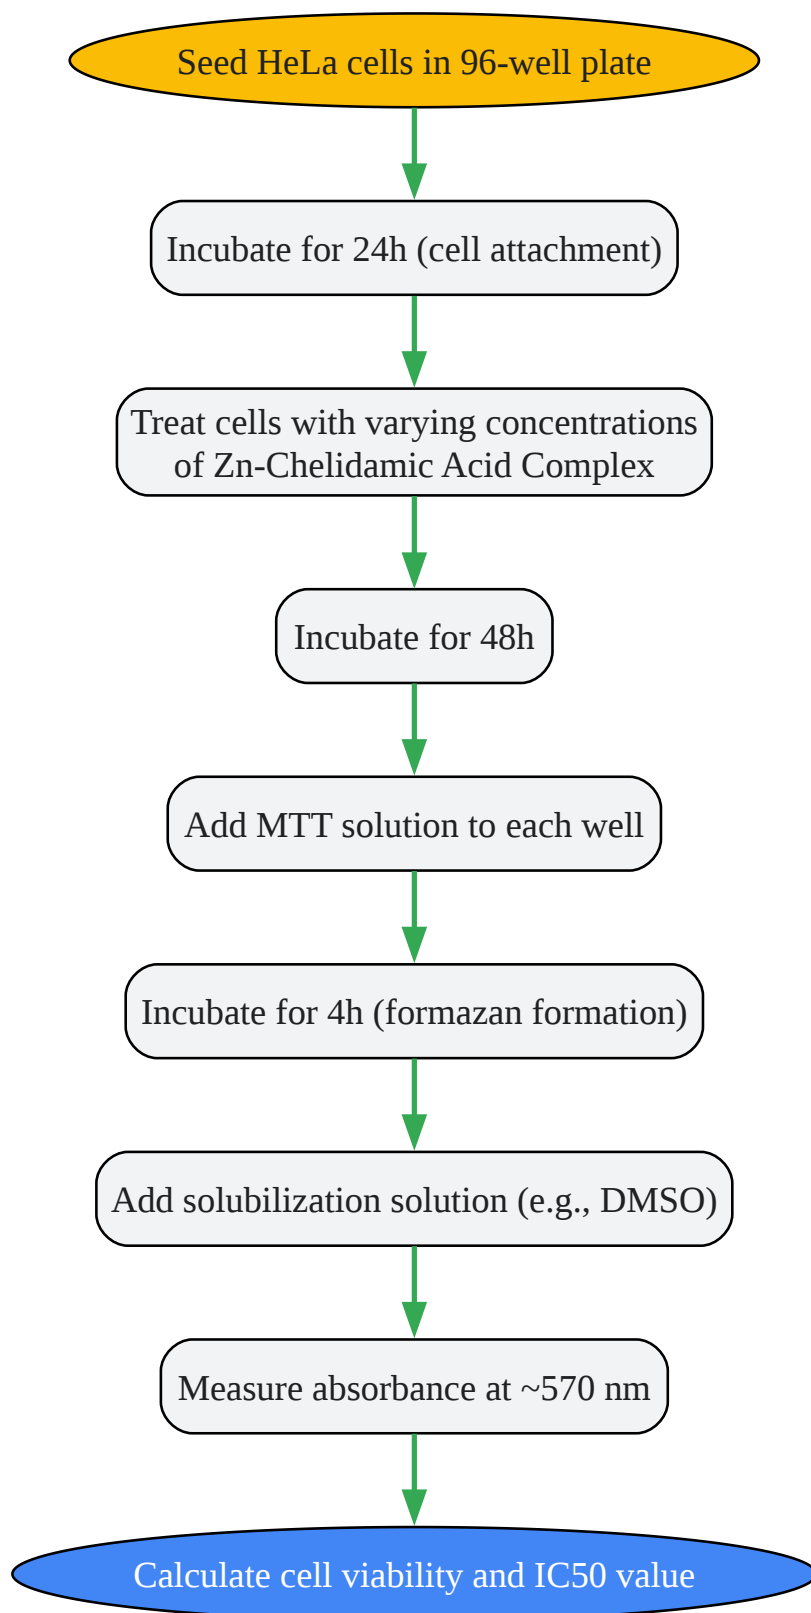 Seed HeLa cells in 96-well plate
Incubate for 24h (cell attachment)
Treat cells with varying concentrations
of Zn-Chelidamic Acid Complex
Incubate for 48h
Add MTT solution to each well
Incubate for 4h (formazan formation)
Add solubilization solution (e.g., DMSO)
Measure absorbance at ~570 nm
Calculate cell viability and IC50 value